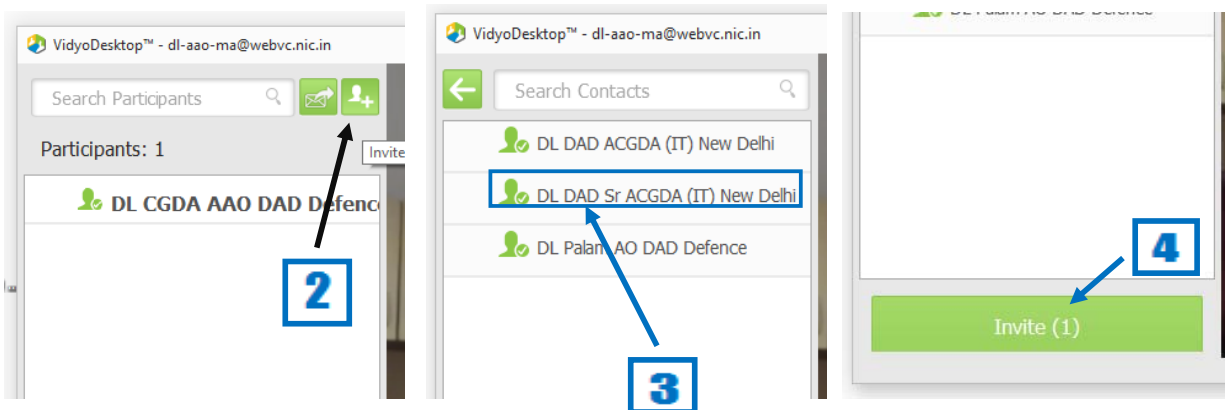 VidyoDesktop™ - dl-aao-ma@webvc.nic.in
Search Participants
Participants: 1
Invite
DL CGDA AAO DAD Defenc
2
VidyoDesktop™ - dl-aao-ma@webvc.nic.in
Search Contacts
DL DAD ACGDA (IT) New Delhi
DL DAD Sr ACGDA (IT) New Delhi
DL Palam AO DAD Defence
3
DL Palam AO DAD Defence
4
Invite (1)